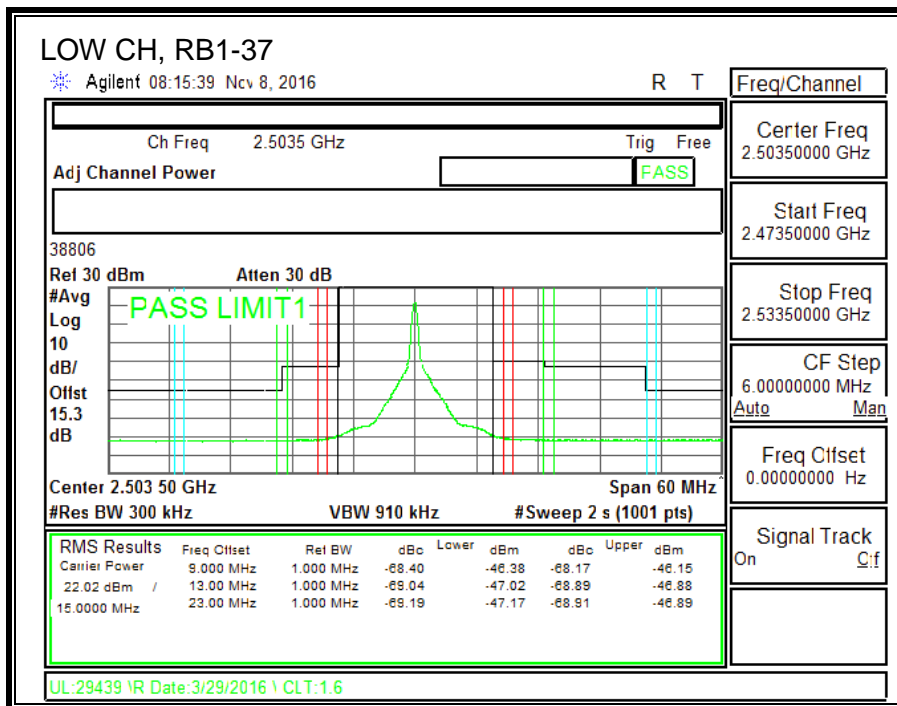 LOW CH, RB1-37
Agilent 08:15:39 Nov 8, 2016 R T
Freq/Channel
Ch Freq 2.5035 GHz Trig Free
Adj Channel Power PASS
Center Freq
2.50350000 GHz
Start Freq
2.47350000 GHz
Stop Freq
2.53350000 GHz
CF Step
6.00000000 MHz
Auto Man
Freq Offset
0.00000000 Hz
Signal Track
On Off
38806
Ref 30 dBm Atten 30 dB
#Avg
Log
10
dB/
Offst
15.3
dB
PASS LIMIT1
Center 2.503 50 GHz Span 60 MHz
#Res BW 300 kHz VBW 910 kHz #Sweep 2 s (1001 pts)
RMS Results Freq Offset Ref BW dBc Lower dBm dBc Upper dBm
Carrier Power 9.000 MHz 1.000 MHz -68.40 -46.38 -68.17 -46.15
22.02 dBm / 13.00 MHz 1.000 MHz -69.04 -47.02 -68.89 -46.88
15.0000 MHz 23.00 MHz 1.000 MHz -69.19 -47.17 -68.91 -46.89
UL:29439 \R Date:3/29/2016 \ CLT:1.6